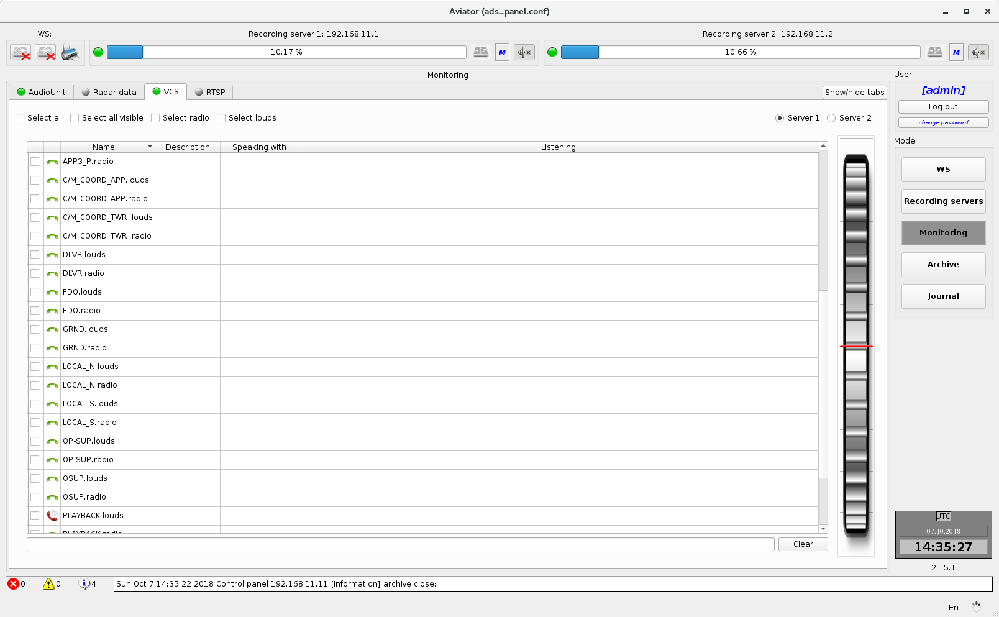 Aviator (ads_panel.conf)
WS:
Recording server 1: 192.168.11.1
Recording server 2: 192.168.11.2
10.17 %
M
10.66 %
M
Monitoring
AudioUnit
Radar data
VCS
RTSP
Show/hide tabs
Select all
Select all visible
Select radio
Select louds
Server 1
Server 2
Name
Description
Speaking with
Listening
APP3_P.radio
C/M_COORD_APP.louds
C/M_COORD_APP.radio
C/M_COORD_TWR .louds
C/M_COORD_TWR .radio
DLVR.louds
DLVR.radio
FDO.louds
FDO.radio
GRND.louds
GRND.radio
LOCAL_N.louds
LOCAL_N.radio
LOCAL_S.louds
LOCAL_S.radio
OP-SUP.louds
OP-SUP.radio
OSUP.louds
OSUP.radio
PLAYBACK.louds
PLAYBACK.radio
Clear
User
[admin]
Log out
change password
Mode
WS
Recording servers
Monitoring
Archive
Journal
UTC
07.10.2018
14:35:27
2.15.1
0
0
4
Sun Oct 7 14:35:22 2018 Control panel 192.168.11.11 [Information] archive close:
En